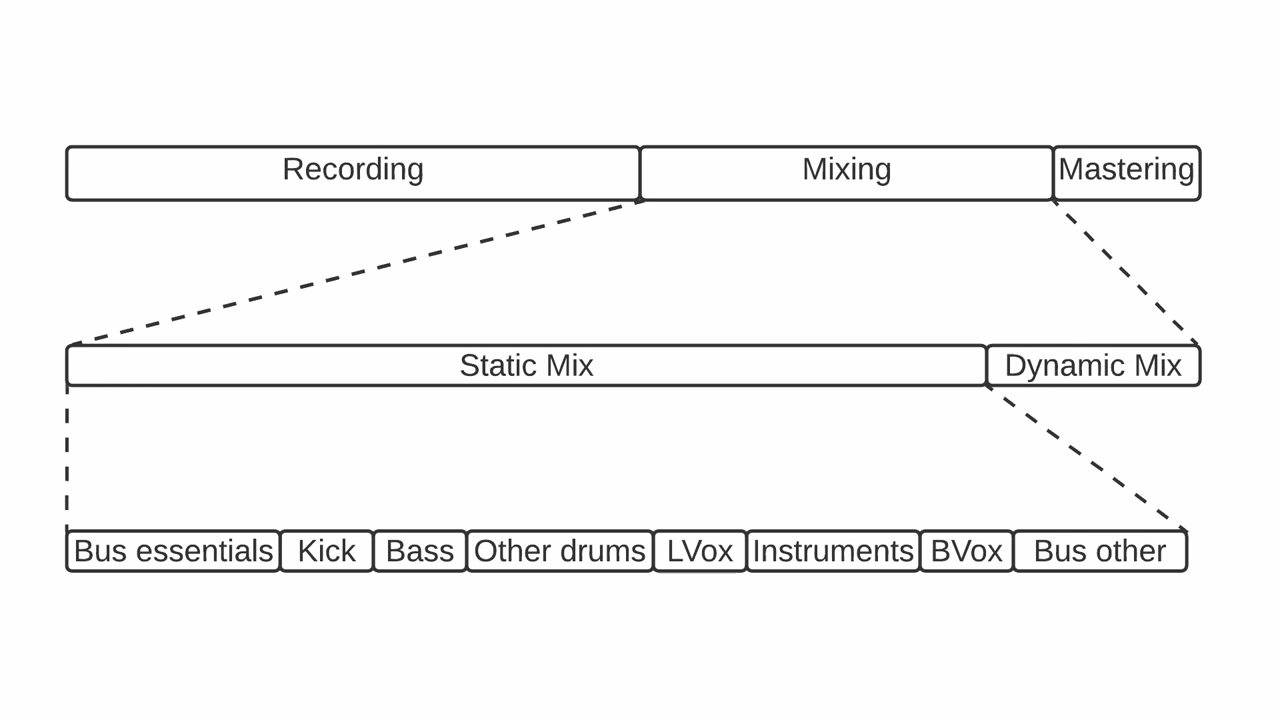 Recording
Mixing
Mastering
Static Mix
Dynamic Mix
Bus essentials
Kick
Bass
Other drums
LVox
Instruments
BVox
Bus other